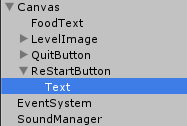 Canvas
FoodText
LevelImage
QuitButton
ReStartButton
Text
EventSystem
SoundManager